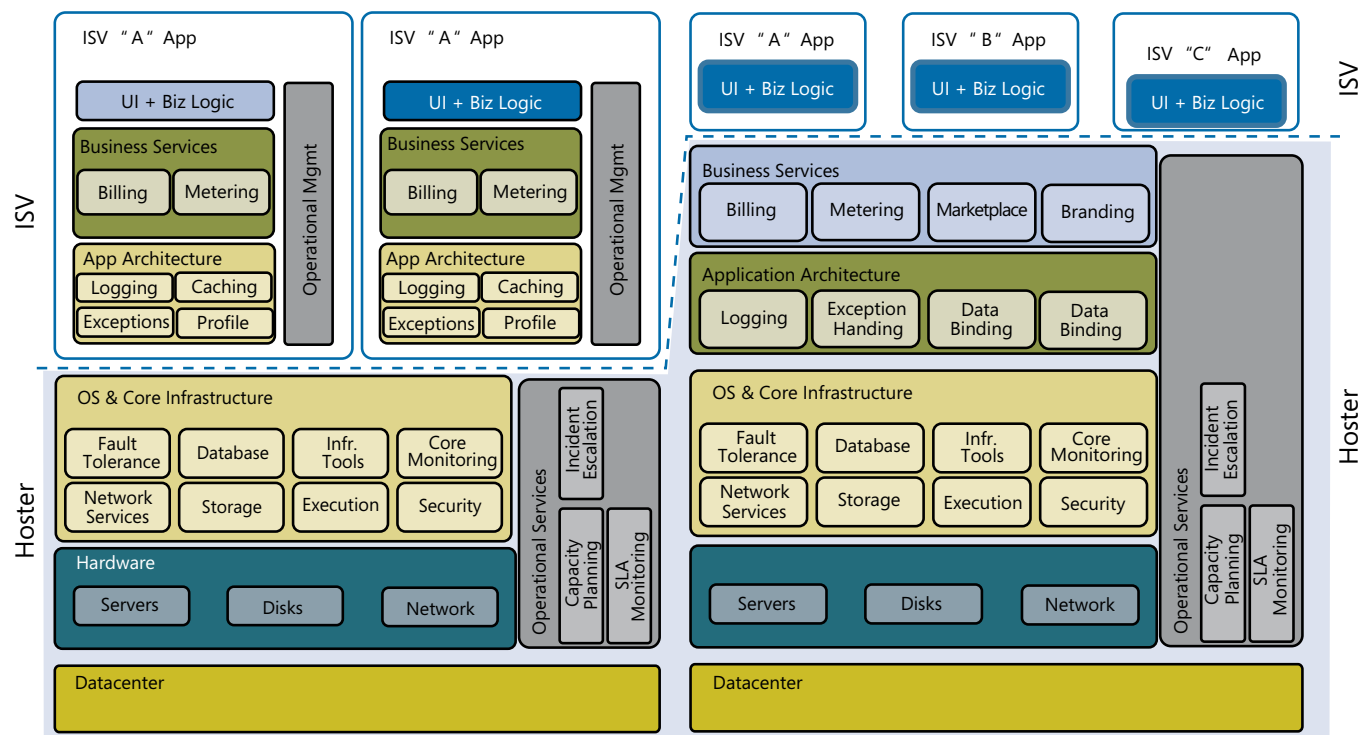 ISV “A“ App
UI + Biz Logic
Business Services
Billing
Metering
App Architecture
Logging
Caching
Exceptions
Profile
Operational Mgmt
ISV “A“ App
UI + Biz Logic
Business Services
Billing
Metering
App Architecture
Logging
Caching
Exceptions
Profile
Operational Mgmt
ISV
OS & Core Infrastructure
Fault
Tolerance
Database
Infr.
Tools
Core
Monitoring
Network
Services
Storage
Execution
Security
Hardware
Servers
Disks
Network
Operational Services
Incident
Escalation
Capacity
Planning
SLA
Monitoring
Datacenter
Hoster
ISV “A“ App
UI + Biz Logic
ISV “B“ App
UI + Biz Logic
ISV “C“ App
UI + Biz Logic
ISV
Business Services
Billing
Metering
Marketplace
Branding
Application Architecture
Logging
Exception
Handing
Data
Binding
Data
Binding
OS & Core Infrastructure
Fault
Tolerance
Database
Infr.
Tools
Core
Monitoring
Network
Services
Storage
Execution
Security
Servers
Disks
Network
Operational Services
Incident
Escalation
Capacity
Planning
SLA
Monitoring
Datacenter
Hoster